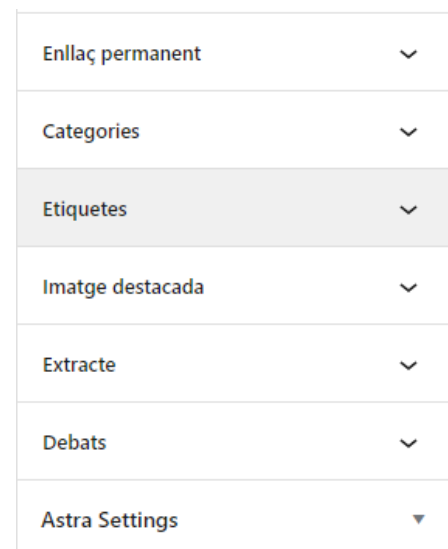 Enllaç permanent
Categories
Etiquetes
Imatge destacada
Extracte
Debats
Astra Settings